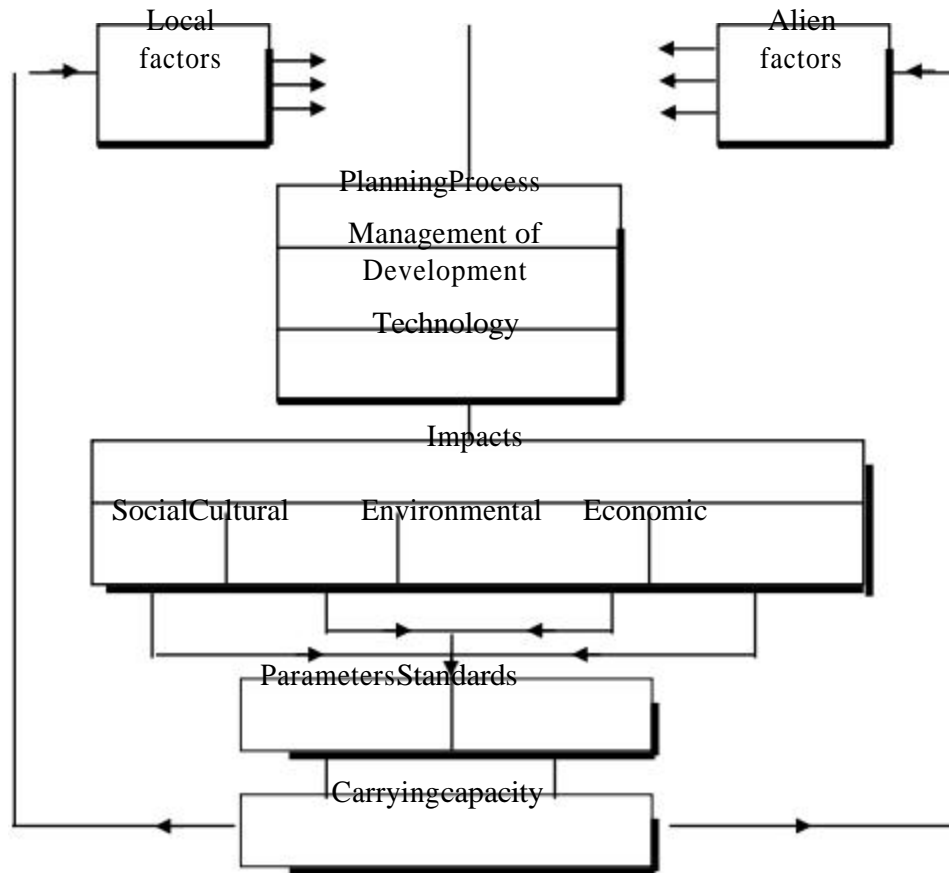 Local
factors
Alien
factors
PlanningProcess
Management of
Development
Technology
Impacts
SocialCultural Environmental Economic
ParametersStandards
Carryingcapacity